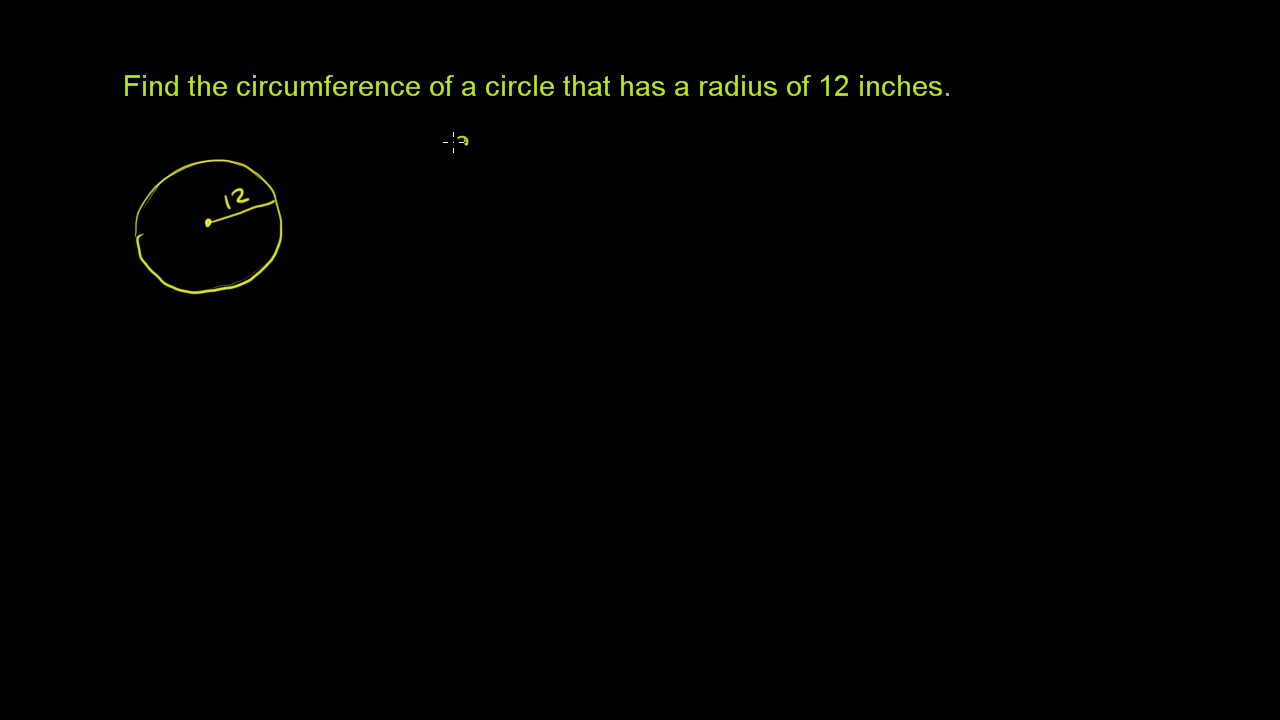 Find the circumference of a circle that has a radius of 12 inches.
12